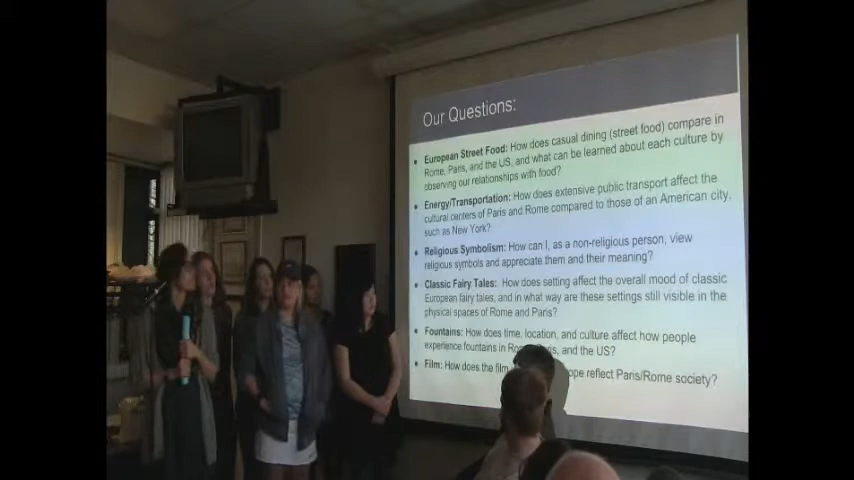 Our Questions:
• European Street Food: How does casual dining (street food) compare in
Rome, Paris, and the US, and what can be learned about each culture by
observing our relationships with food?
• Energy/Transportation: How does extensive public transport affect the
cultural centers of Paris and Rome compared to those of an American city,
such as New York?
• Religious Symbolism: How can I, as a non-religious person, view
religious symbols and appreciate them and their meaning?
• Classic Fairy Tales: How does setting affect the overall mood of classic
European fairy tales, and in what way are these settings still visible in the
physical spaces of Rome and Paris?
• Fountains: How does time, location, and culture affect how people
experience fountains in Paris, and the US?
• Film: How does the film reflect Paris/Rome society?